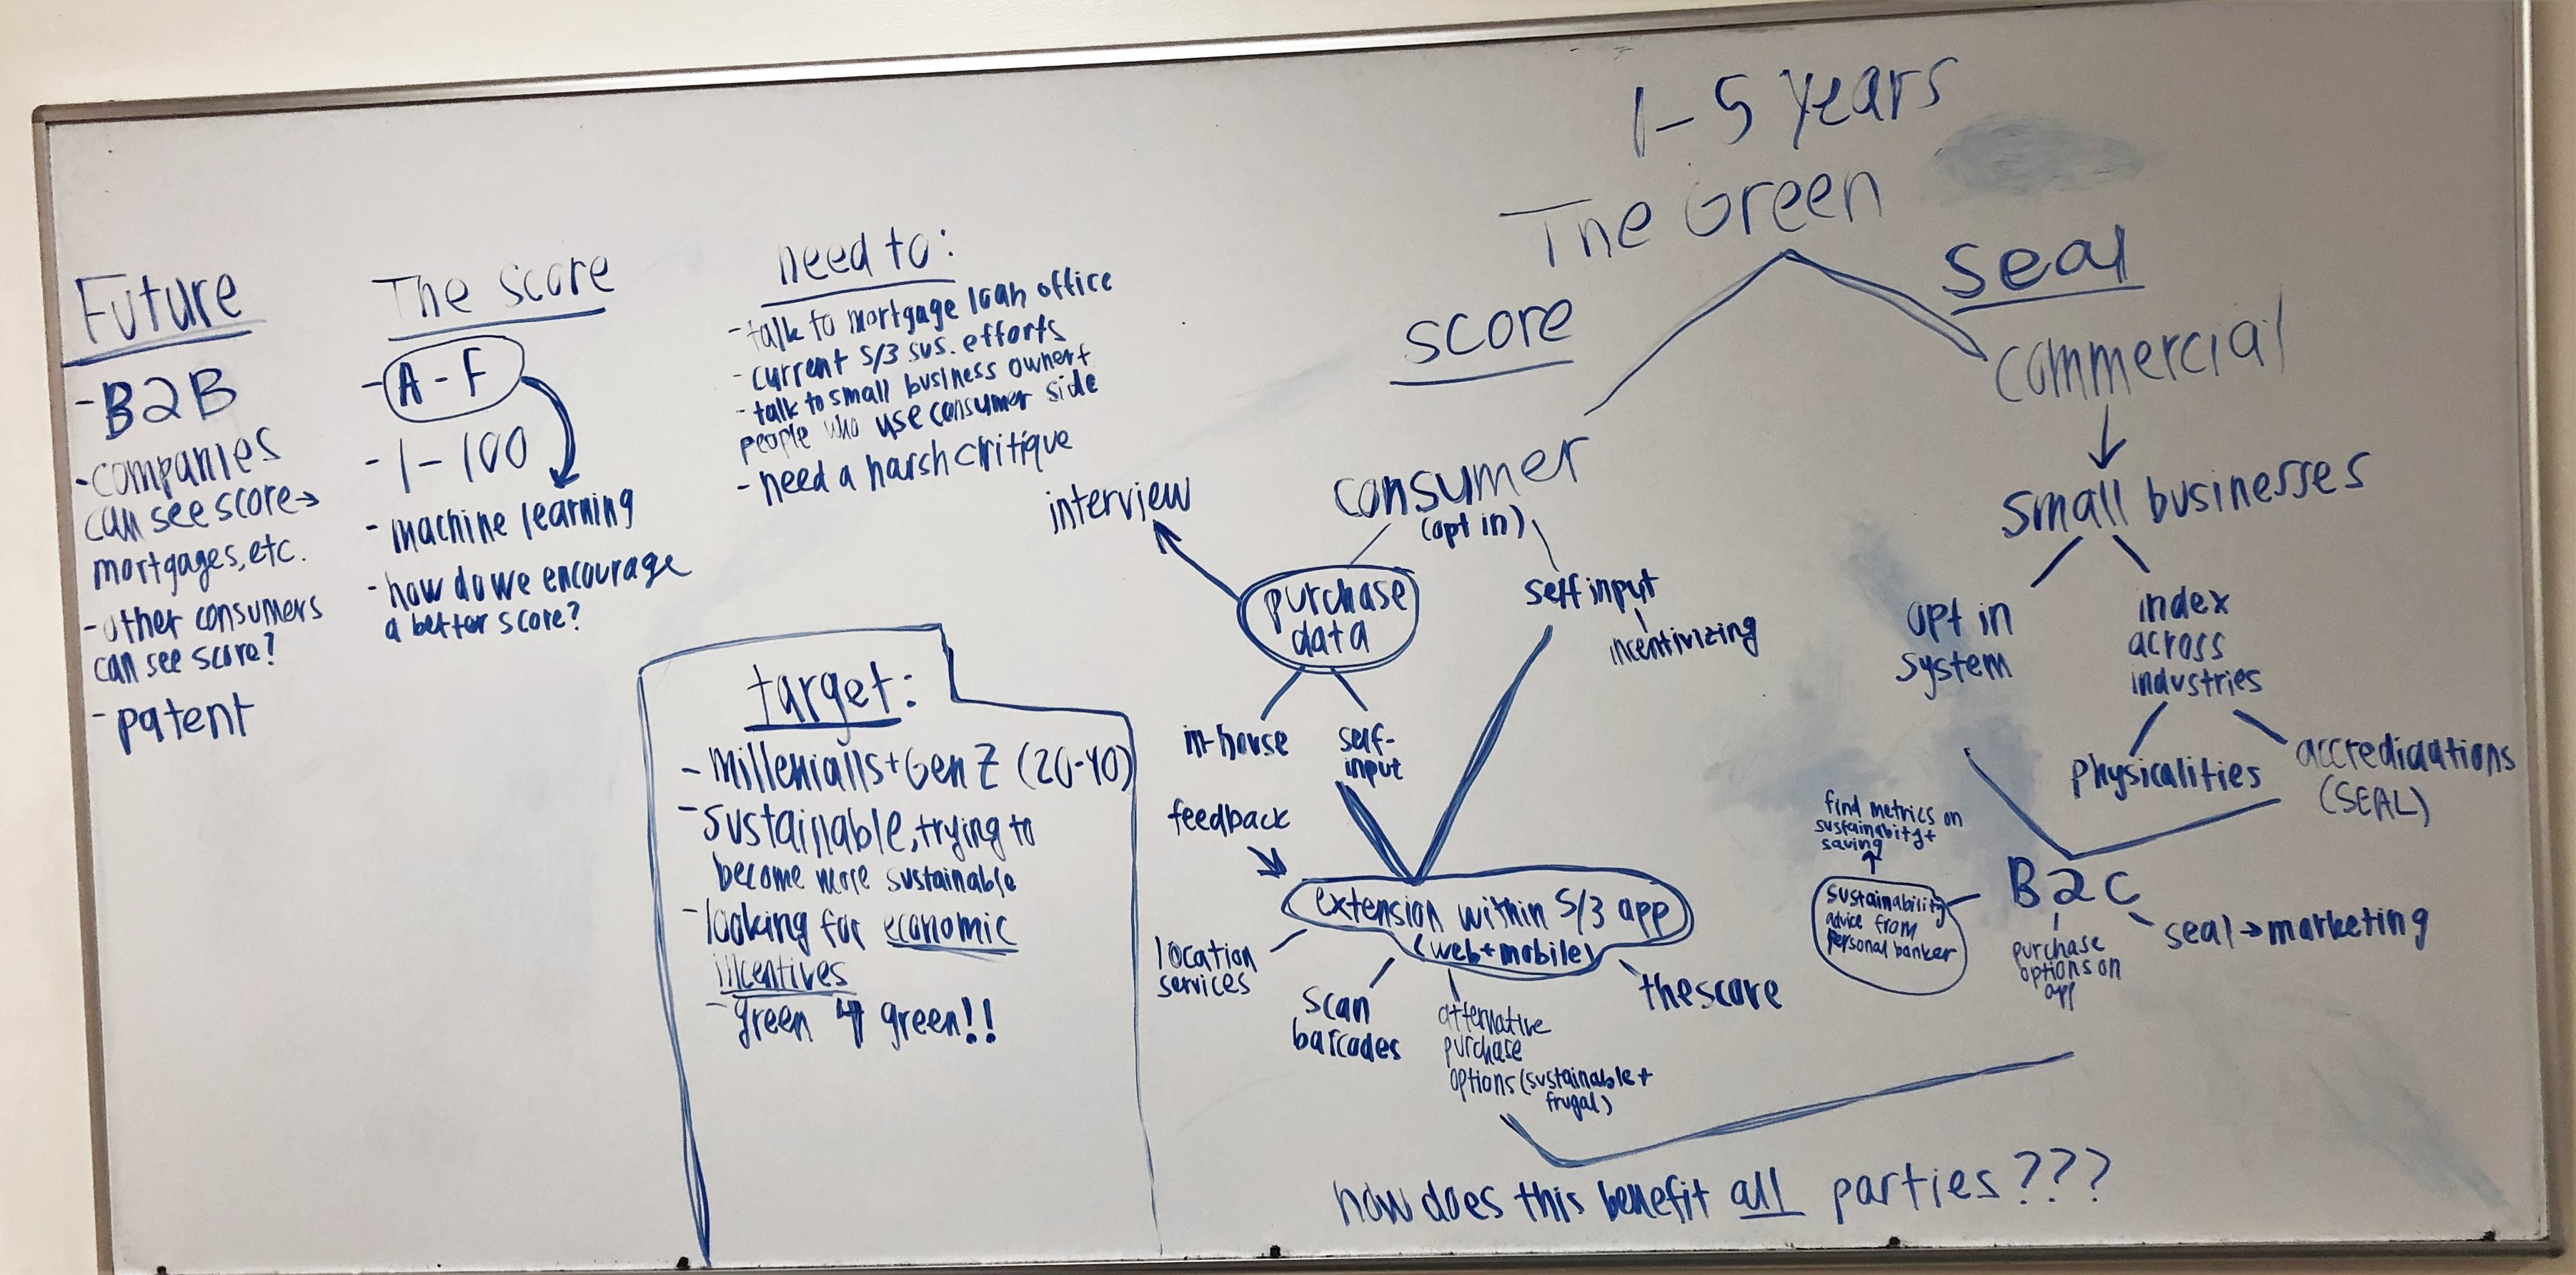 Future
- B2B
- companies
can see score →
mortgages, etc.
- other consumers
can see score?
- patent
The score
- A - F
- 1 - 100
- machine learning
- how do we encourage
a better score?
need to:
- talk to mortgage loan office
- current 5/3 sus. efforts
- talk to small business owner +
people who use consumer side
- need a harsh critique
target:
- millenialls + Gen Z (20-40)
- sustainable, trying to
become more sustainable
- looking for economic
incentives
- green 4 green!!
1-5 years
The Green
score
consumer
(opt in)
interview
purchase
data
self input
incentivizing
in-house
self-
input
feedback
extension within 5/3 app
(web + mobile)
location
services
scan
barcodes
alternative
purchase
options (sustainable +
frugal)
the score
seal
commercial
small businesses
opt in
system
index
across
industries
physicalities
accrediations
(SEAL)
B2C
find metrics on
sustainabity +
saving
sustainability
advice from
personal banker
purchase
options on
app
seal → marketing
how does this benefit all parties???